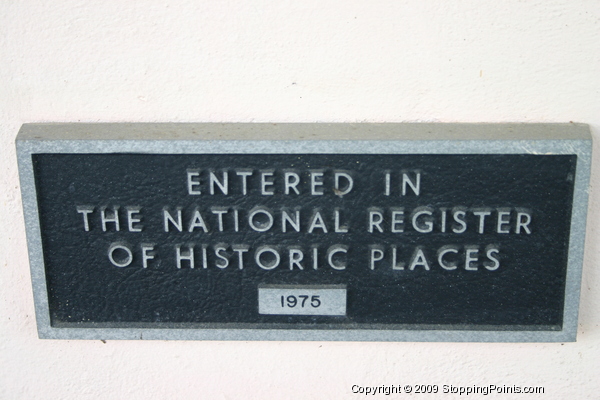 ENTERED IN
THE NATIONAL REGISTER
OF HISTORIC PLACES
1975
Copyright © 2009 StoppingPoints.com